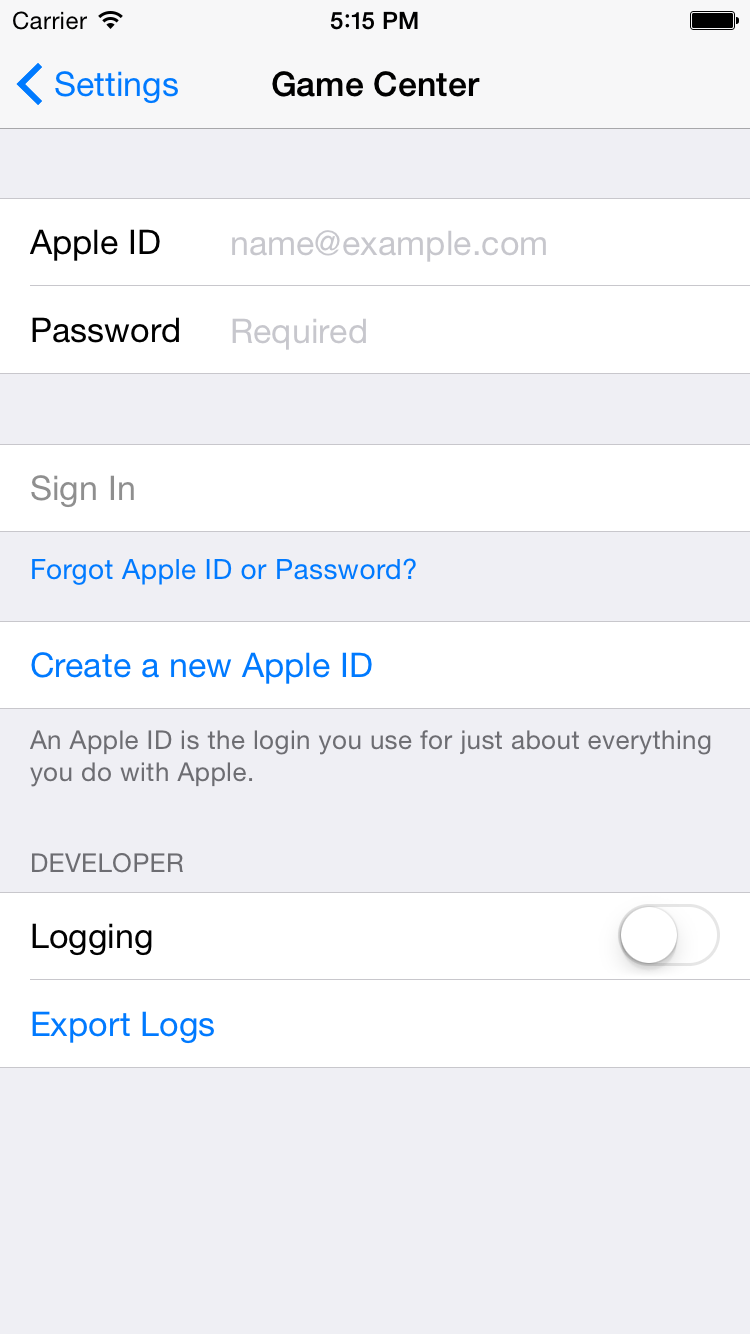 Carrier 5:15 PM
Settings Game Center
Apple ID name@example.com
Password Required
Sign In
Forgot Apple ID or Password?
Create a new Apple ID
An Apple ID is the login you use for just about everything
you do with Apple.
DEVELOPER
Logging
Export Logs